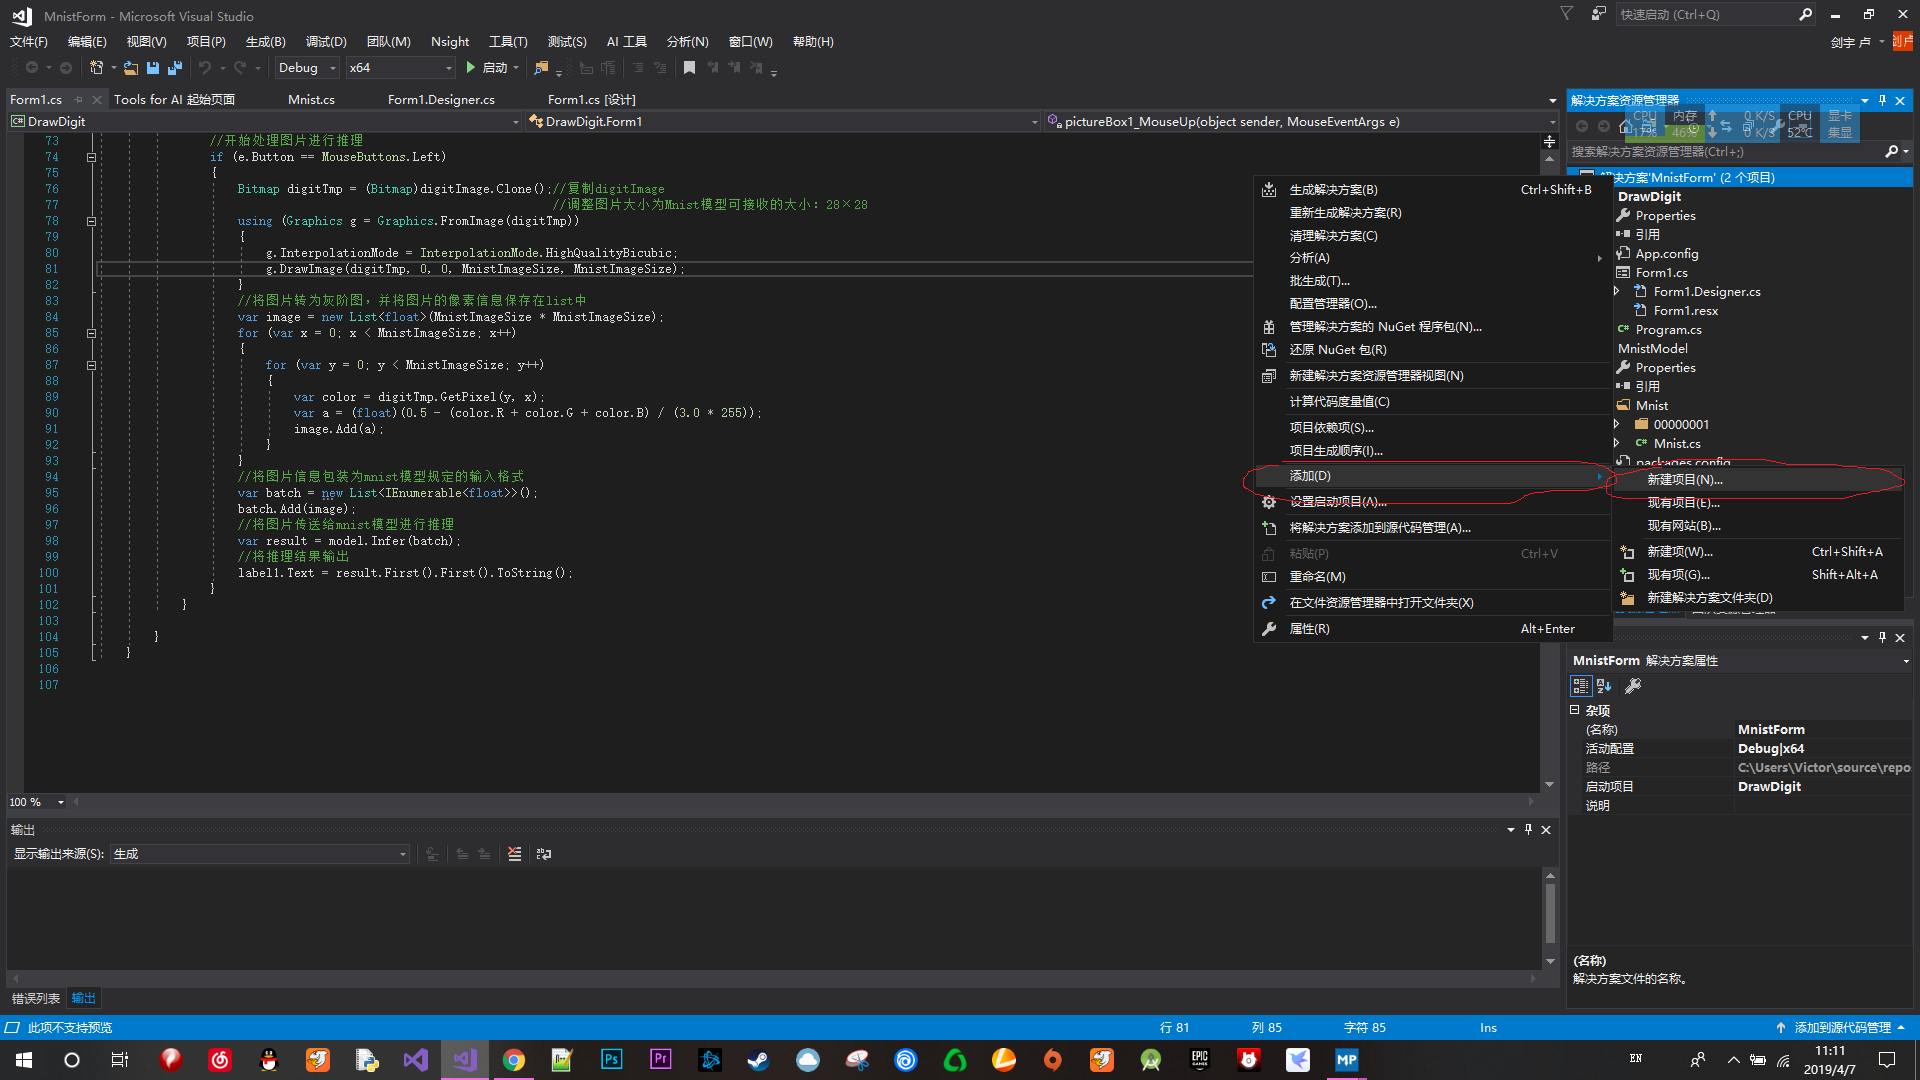 MnistForm - Microsoft Visual Studio
快速启动 (Ctrl+Q)
文件(F) 编辑(E) 视图(V) 项目(P) 生成(B) 调试(D) 团队(M) Nsight 工具(T) 测试(S) AI 工具 分析(N) 窗口(W) 帮助(H)
剑宇 卢
Debug x64 启动
Form1.cs Tools for AI 起始页面 Mnist.cs Form1.Designer.cs Form1.cs [设计]
DrawDigit DrawDigit.Form1 pictureBox1_MouseUp(object sender, MouseEventArgs e)
73 //开始处理图片进行推理
74 if (e.Button == MouseButtons.Left)
75 {
76 Bitmap digitTmp = (Bitmap)digitImage.Clone();//复制digitImage
77 //调整图片大小为Mnist模型可接收的大小：28×28
78 using (Graphics g = Graphics.FromImage(digitTmp))
79 {
80 g.InterpolationMode = InterpolationMode.HighQualityBicubic;
81 g.DrawImage(digitTmp, 0, 0, MnistImageSize, MnistImageSize);
82 }
83 //将图片转为灰阶图，并将图片的像素信息保存在list中
84 var image = new List<float>(MnistImageSize * MnistImageSize);
85 for (var x = 0; x < MnistImageSize; x++)
86 {
87 for (var y = 0; y < MnistImageSize; y++)
88 {
89 var color = digitTmp.GetPixel(y, x);
90 var a = (float)(0.5 - (color.R + color.G + color.B) / (3.0 * 255));
91 image.Add(a);
92 }
93 }
94 //将图片信息包装为mnist模型规定的输入格式
95 var batch = new List<IEnumerable<float>>();
96 batch.Add(image);
97 //将图片传送给mnist模型进行推理
98 var result = model.Infer(batch);
99 //将推理结果输出
100 label1.Text = result.First().First().ToString();
101 }
102 }
103
104 }
105 }
106
107
100 %
生成解决方案(B) Ctrl+Shift+B
重新生成解决方案(R)
清理解决方案(C)
分析(A)
批生成(T)...
配置管理器(O)...
管理解决方案的 NuGet 程序包(N)...
还原 NuGet 包(R)
新建解决方案资源管理器视图(N)
计算代码度量值(C)
项目依赖项(S)...
项目生成顺序(I)...
添加(D)
设置启动项目(A)...
将解决方案添加到源代码管理(A)...
粘贴(P) Ctrl+V
重命名(M)
在文件资源管理器中打开文件夹(X)
属性(R) Alt+Enter
新建项目(N)...
现有项目(E)...
现有网站(B)...
新建项(W)... Ctrl+Shift+A
现有项(G)... Shift+Alt+A
新建解决方案文件夹(D)
解决方案资源管理器
CPU 内存 0 K/S CPU 显卡
17% 46% 0 K/S 52℃ 集显
搜索解决方案资源管理器(Ctrl+;)
解决方案'MnistForm' (2 个项目)
DrawDigit
Properties
引用
App.config
Form1.cs
Form1.Designer.cs
Form1.resx
Program.cs
MnistModel
Properties
引用
Mnist
00000001
Mnist.cs
packages.config
MnistForm 解决方案属性
杂项
(名称) MnistForm
活动配置 Debug|x64
路径 C:\Users\Victor\source\repo
启动项目 DrawDigit
说明
(名称)
解决方案文件的名称。
输出
显示输出来源(S): 生成
错误列表 输出
此项不支持预览 行 81 列 85 字符 85 Ins 添加到源代码管理
Ps Pr EPIC GAMES MP EN
11:11
2019/4/7